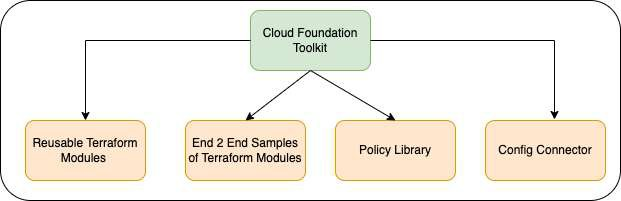 Cloud Foundation
Toolkit
Reusable Terraform
Modules
End 2 End Samples
of Terraform Modules
Policy Library
Config Connector